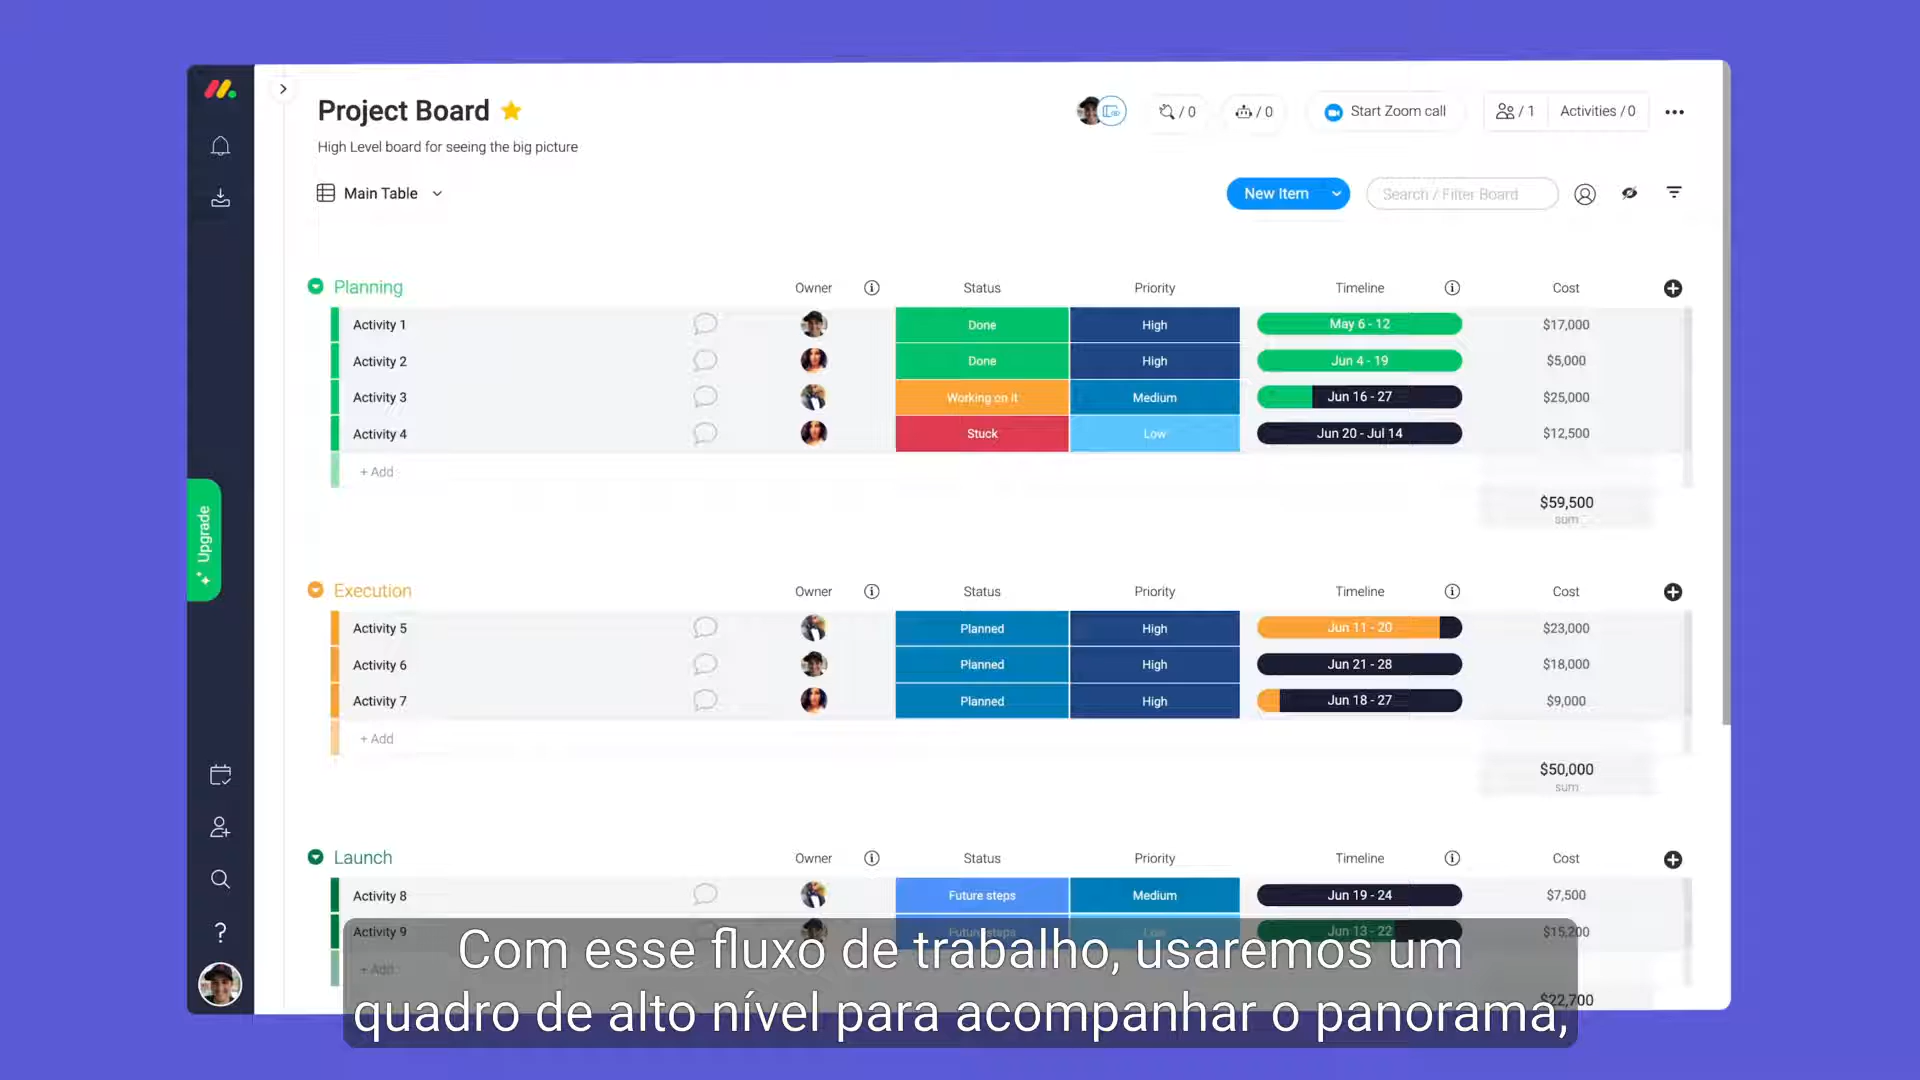 Project Board
High Level board for seeing the big picture
/ 0
/ 0
Start Zoom call
/ 1
Activities / 0
Main Table
New Item
Search / Filter Board
Planning Owner Status Priority Timeline Cost
Activity 1 Done High May 6 - 12 $17,000
Activity 2 Done High Jun 4 - 19 $5,000
Activity 3 Working on it Medium Jun 16 - 27 $25,000
Activity 4 Stuck Low Jun 20 - Jul 14 $12,500
+ Add
$59,500
sum
Upgrade
Execution Owner Status Priority Timeline Cost
Activity 5 Planned High Jun 11 - 20 $23,000
Activity 6 Planned High Jun 21 - 28 $18,000
Activity 7 Planned High Jun 18 - 27 $9,000
+ Add
$50,000
sum
Launch Owner Status Priority Timeline Cost
Activity 8 Future steps Medium Jun 19 - 24 $7,500
Activity 9 Future steps Low Jun 13 - 22 $15,200
+ Add
$22,700
Com esse fluxo de trabalho, usaremos um
quadro de alto nível para acompanhar o panorama,